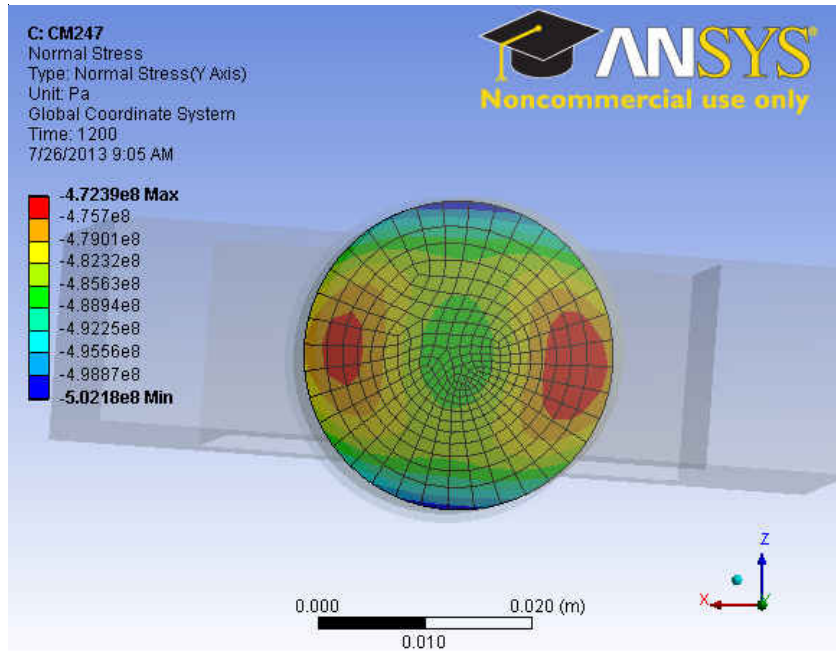 C: CM247
Normal Stress
Type: Normal Stress(Y Axis)
Unit: Pa
Global Coordinate System
Time: 1200
7/26/2013 9:05 AM
ANSYS
Noncommercial use only
-4.7239e8 Max
-4.757e8
-4.7901e8
-4.8232e8
-4.8563e8
-4.8894e8
-4.9225e8
-4.9556e8
-4.9887e8
-5.0218e8 Min
Z
X
Y
0.000
0.020 (m)
0.010